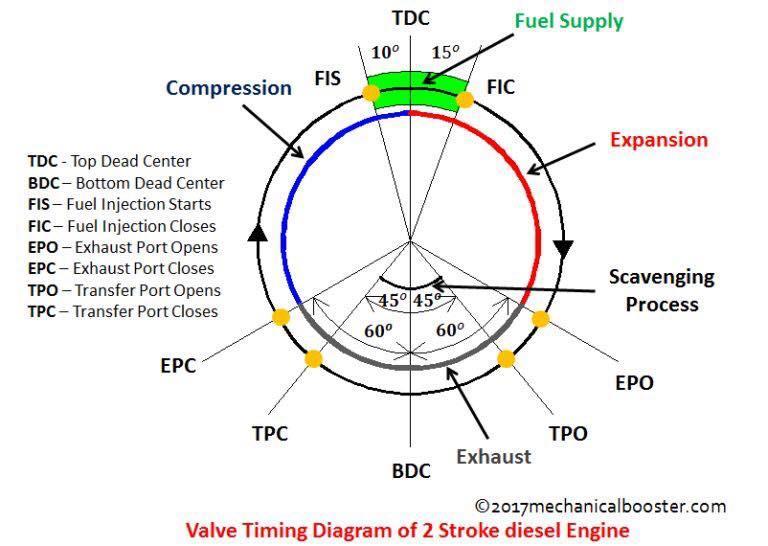 TDC
Fuel Supply
10°
15°
FIS
FIC
Compression
Expansion
TDC - Top Dead Center
BDC – Bottom Dead Center
FIS – Fuel Injection Starts
FIC – Fuel Injection Closes
EPO – Exhaust Port Opens
EPC – Exhaust Port Closes
TPO – Transfer Port Opens
TPC – Transfer Port Closes
Scavenging
Process
45° 45°
60° 60°
EPC
EPO
TPC
TPO
Exhaust
BDC
©2017mechanicalbooster.com
Valve Timing Diagram of 2 Stroke diesel Engine